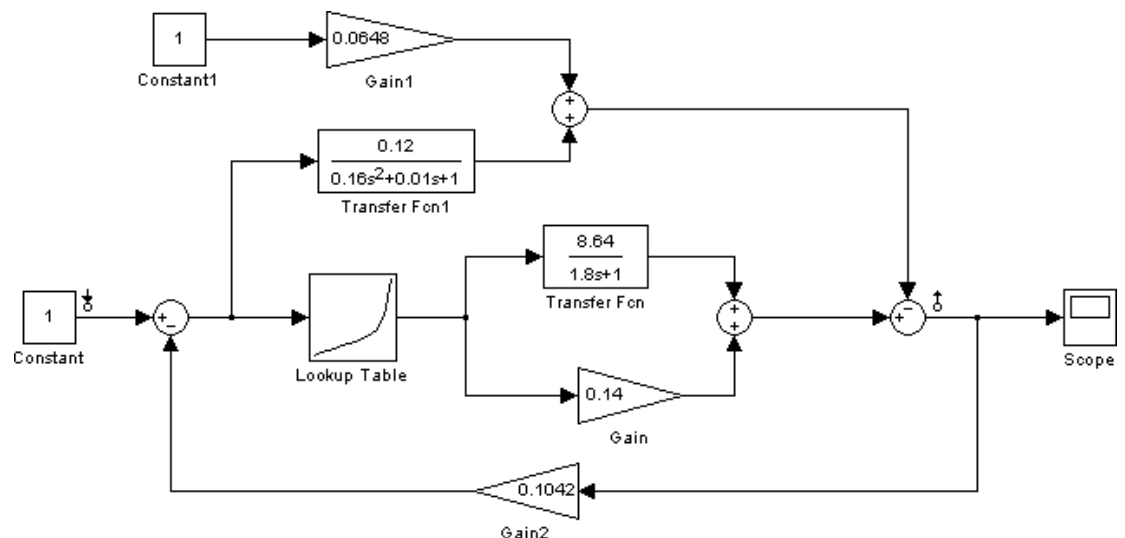 1
Constant1
0.0648
Gain1
+
+
0.12
0.16s²+0.01s+1
Transfer Fcn1
8.64
1.8s+1
Transfer Fcn
1
Constant
+
−
Lookup Table
+
+
+
−
Scope
0.14
Gain
0.1042
Gain2